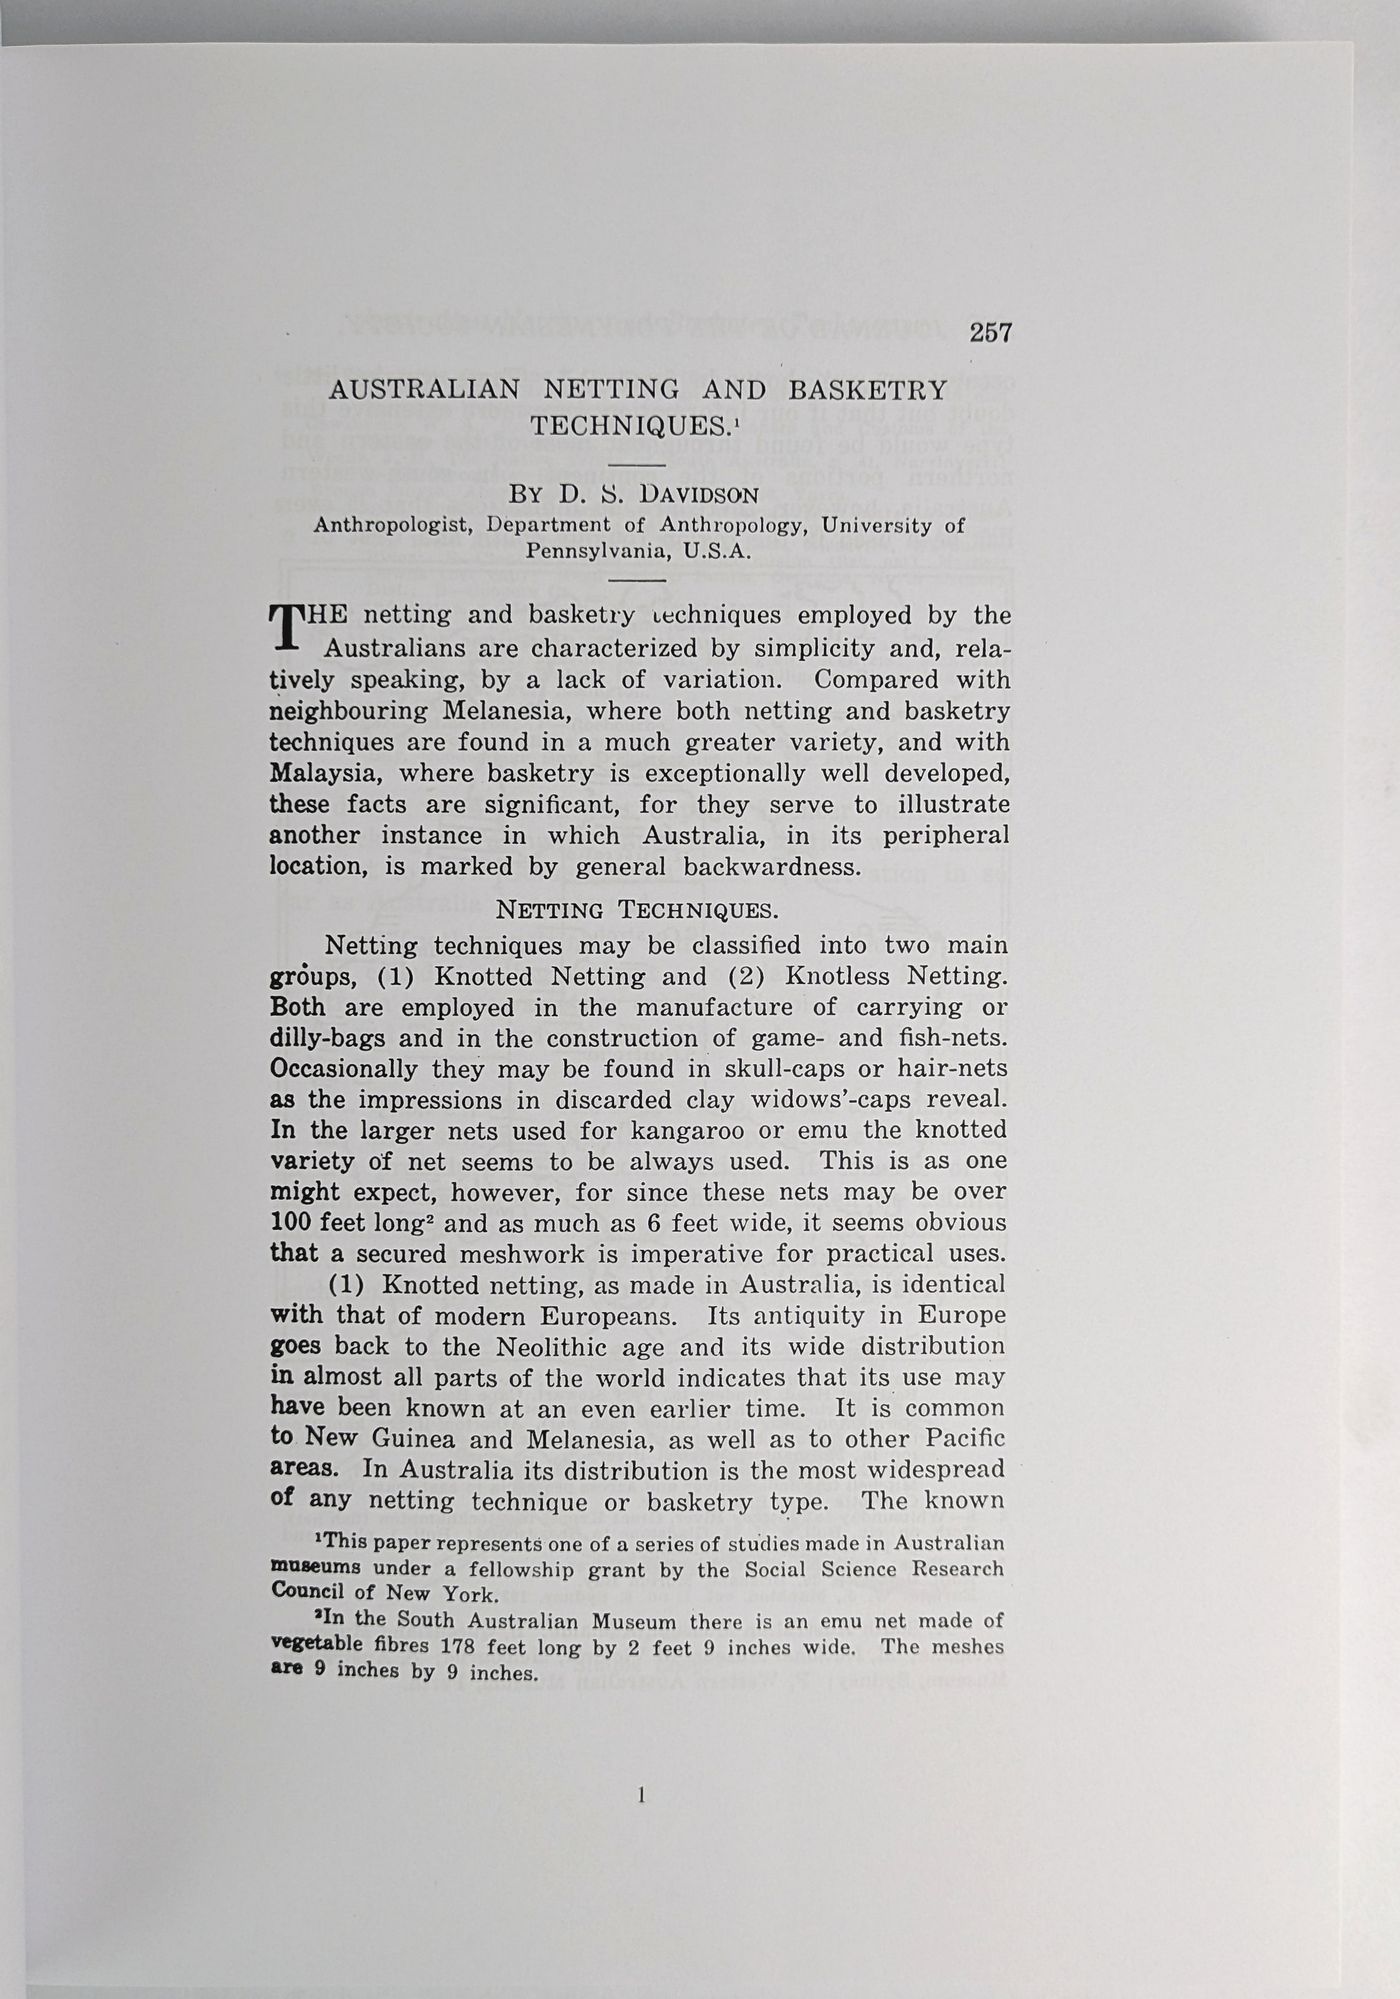 257
AUSTRALIAN NETTING AND BASKETRY
TECHNIQUES.¹
BY D. S. DAVIDSON
Anthropologist, Department of Anthropology, University of
Pennsylvania, U.S.A.
THE netting and basketry techniques employed by the
Australians are characterized by simplicity and, rela-
tively speaking, by a lack of variation. Compared with
neighbouring Melanesia, where both netting and basketry
techniques are found in a much greater variety, and with
Malaysia, where basketry is exceptionally well developed,
these facts are significant, for they serve to illustrate
another instance in which Australia, in its peripheral
location, is marked by general backwardness.
NETTING TECHNIQUES.
Netting techniques may be classified into two main
groups, (1) Knotted Netting and (2) Knotless Netting.
Both are employed in the manufacture of carrying or
dilly-bags and in the construction of game- and fish-nets.
Occasionally they may be found in skull-caps or hair-nets
as the impressions in discarded clay widows'-caps reveal.
In the larger nets used for kangaroo or emu the knotted
variety of net seems to be always used. This is as one
might expect, however, for since these nets may be over
100 feet long² and as much as 6 feet wide, it seems obvious
that a secured meshwork is imperative for practical uses.
(1) Knotted netting, as made in Australia, is identical
with that of modern Europeans. Its antiquity in Europe
goes back to the Neolithic age and its wide distribution
in almost all parts of the world indicates that its use may
have been known at an even earlier time. It is common
to New Guinea and Melanesia, as well as to other Pacific
areas. In Australia its distribution is the most widespread
of any netting technique or basketry type. The known
¹This paper represents one of a series of studies made in Australian
museums under a fellowship grant by the Social Science Research
Council of New York.
²In the South Australian Museum there is an emu net made of
vegetable fibres 178 feet long by 2 feet 9 inches wide. The meshes
are 9 inches by 9 inches.
1